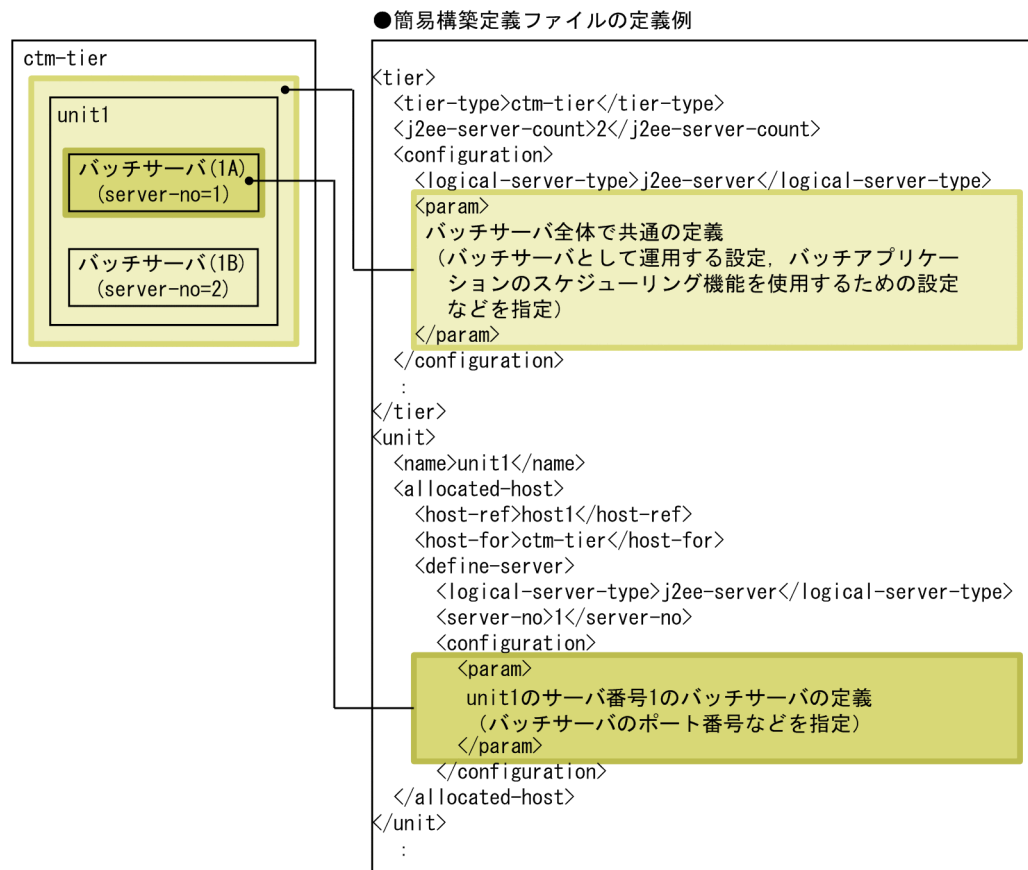 ●簡易構築定義ファイルの定義例
ctm-tier
unit1
バッチサーバ(1A)
(server-no=1)
バッチサーバ(1B)
(server-no=2)
<tier>
<tier-type>ctm-tier</tier-type>
<j2ee-server-count>2</j2ee-server-count>
<configuration>
<logical-server-type>j2ee-server</logical-server-type>
<param>
バッチサーバ全体で共通の定義
（バッチサーバとして運用する設定，バッチアプリケー
ションのスケジューリング機能を使用するための設定
などを指定）
</param>
</configuration>
：
</tier>
<unit>
<name>unit1</name>
<allocated-host>
<host-ref>host1</host-ref>
<host-for>ctm-tier</host-for>
<define-server>
<logical-server-type>j2ee-server</logical-server-type>
<server-no>1</server-no>
<configuration>
<param>
unit1のサーバ番号1のバッチサーバの定義
（バッチサーバのポート番号などを指定）
</param>
</configuration>
</allocated-host>
</unit>
：